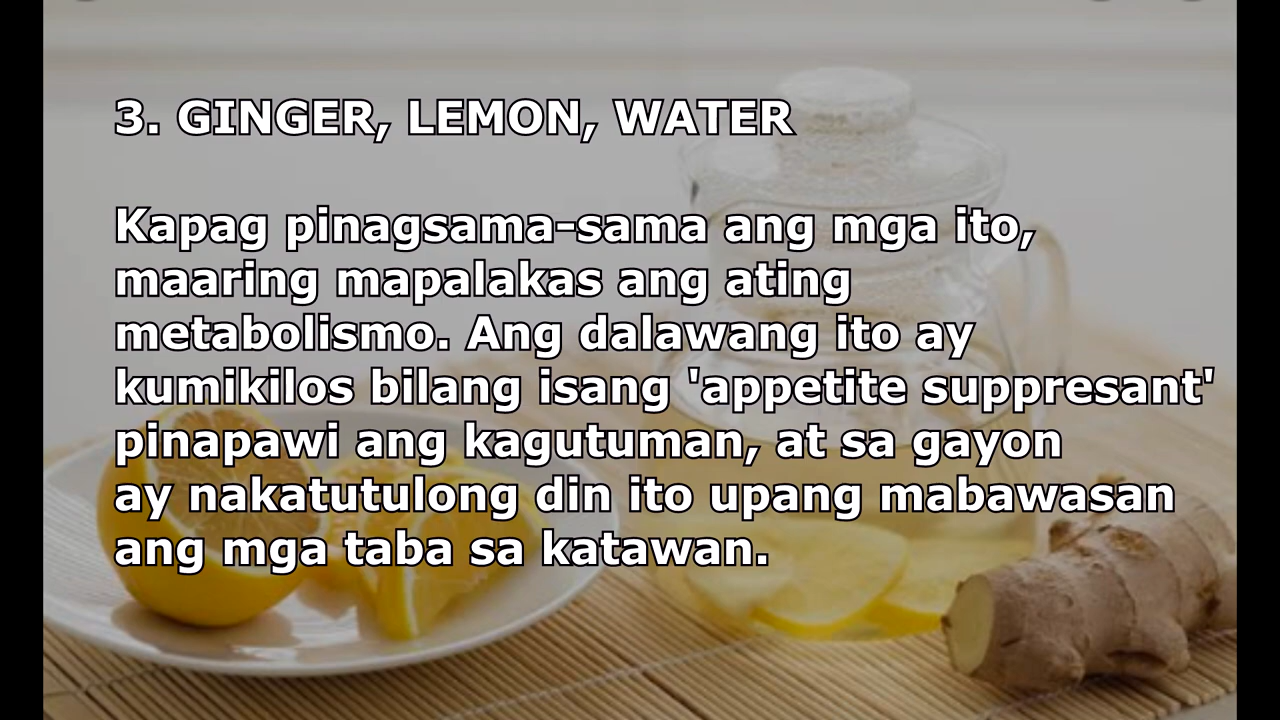 3. GINGER, LEMON, WATER
Kapag pinagsama-sama ang mga ito,
maaring mapalakas ang ating
metabolismo. Ang dalawang ito ay
kumikilos bilang isang 'appetite suppresant'
pinapawi ang kagutuman, at sa gayon
ay nakatutulong din ito upang mabawasan
ang mga taba sa katawan.